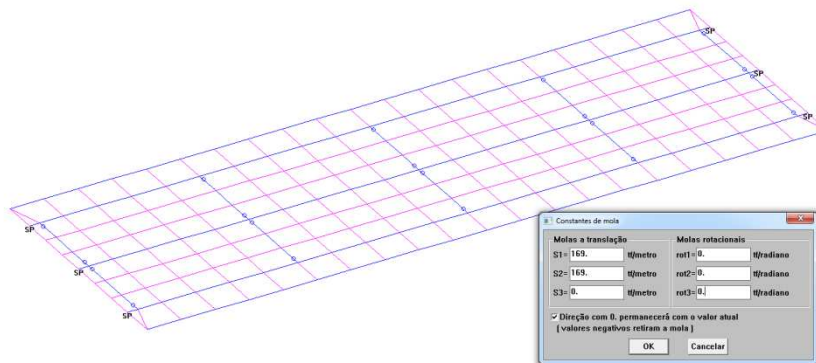 SP
SP
SP
SP
SP
SP
Constantes de mola
Molas a translação
Molas rotacionais
S1= 169. tf/metro rot1= 0. tf/radiano
S2= 169. tf/metro rot2= 0. tf/radiano
S3= 0. tf/metro rot3= 0. tf/radiano
Direção com 0. permanecerá com o valor atual
( valores negativos retiram a mola )
OK Cancelar